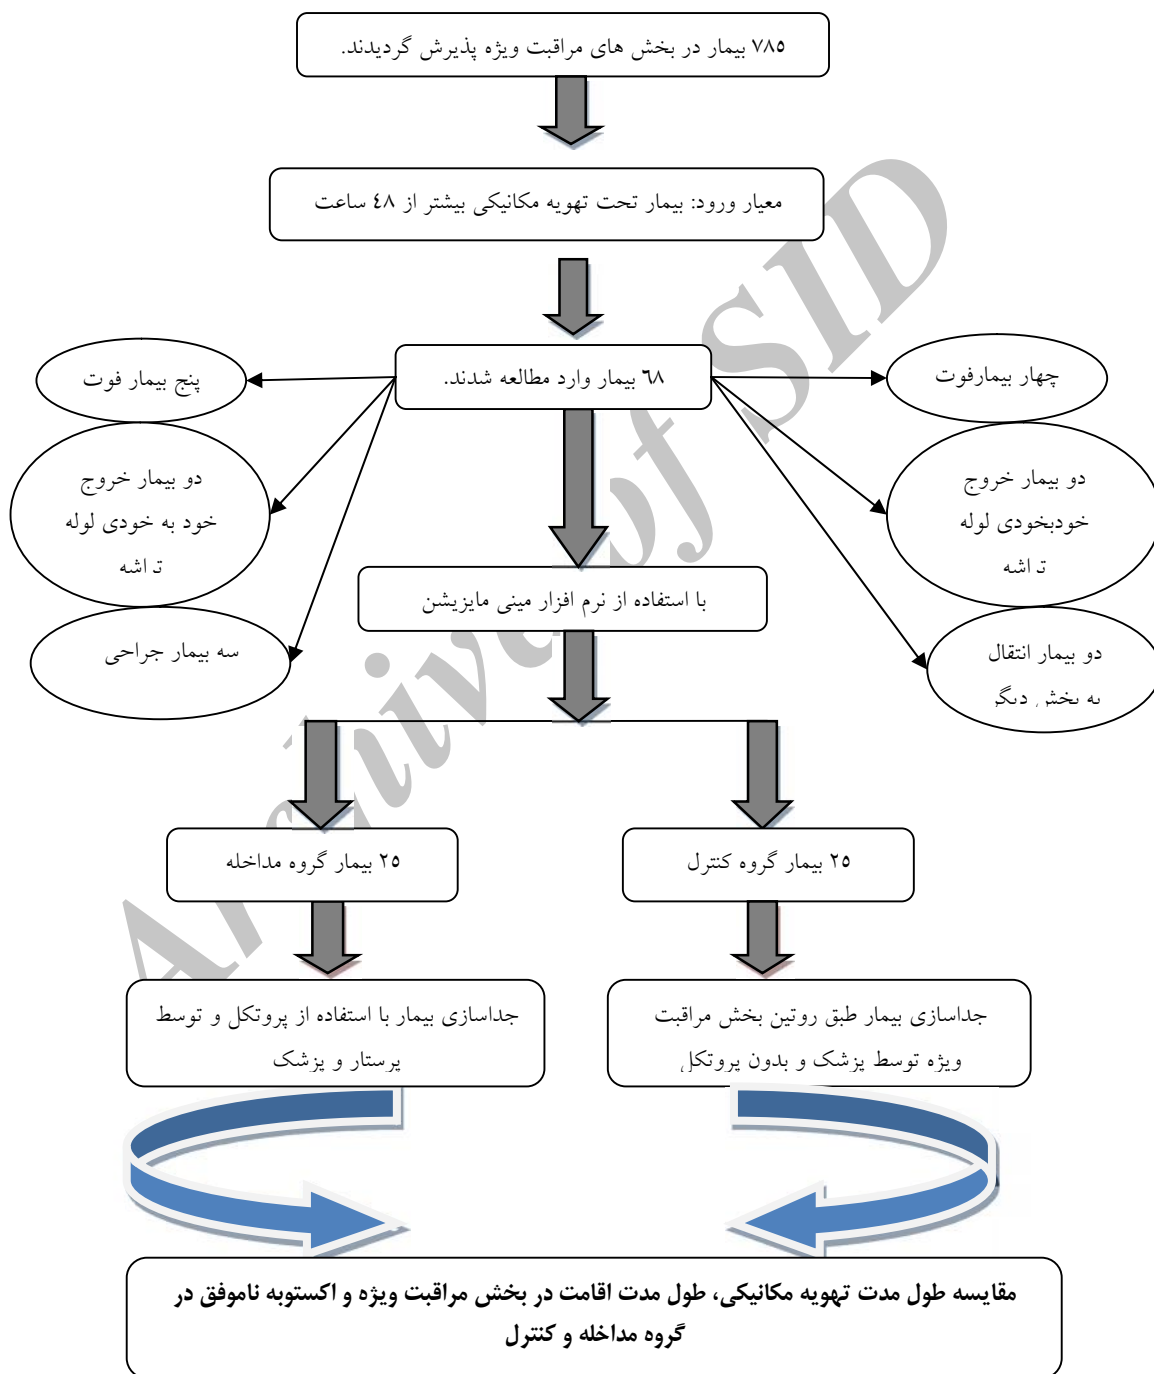 ۷۸۵ بیمار در بخش های مراقبت ویژه پذیرش گردیدند.
معیار ورود: بیمار تحت تهویه مکانیکی بیشتر از ٤۸ ساعت
٦۸ بیمار وارد مطالعه شدند.
چهار بیمارفوت
پنج بیمار فوت
دو بیمار خروج
خودبخودی لوله
دو بیمار خروج
خود به خودی لوله
با استفاده از نرم افزار مینی مایزیشن
دو بیمار انتقال
به بخش دیگر
سه بیمار جراحی
۲۵ بیمار گروه کنترل
۲۵ بیمار گروه مداخله
جداسازی بیمار طبق روتین بخش مراقبت
ویژه توسط پزشک و بدون پروتکل
جداسازی بیمار با استفاده از پروتکل و توسط
پرستار و پزشک
مقایسه طول مدت تهویه مکانیکی، طول مدت اقامت در بخش مراقبت ویژه و اکستوبه ناموفق در
گروه مداخله و کنترل
Archive of SID